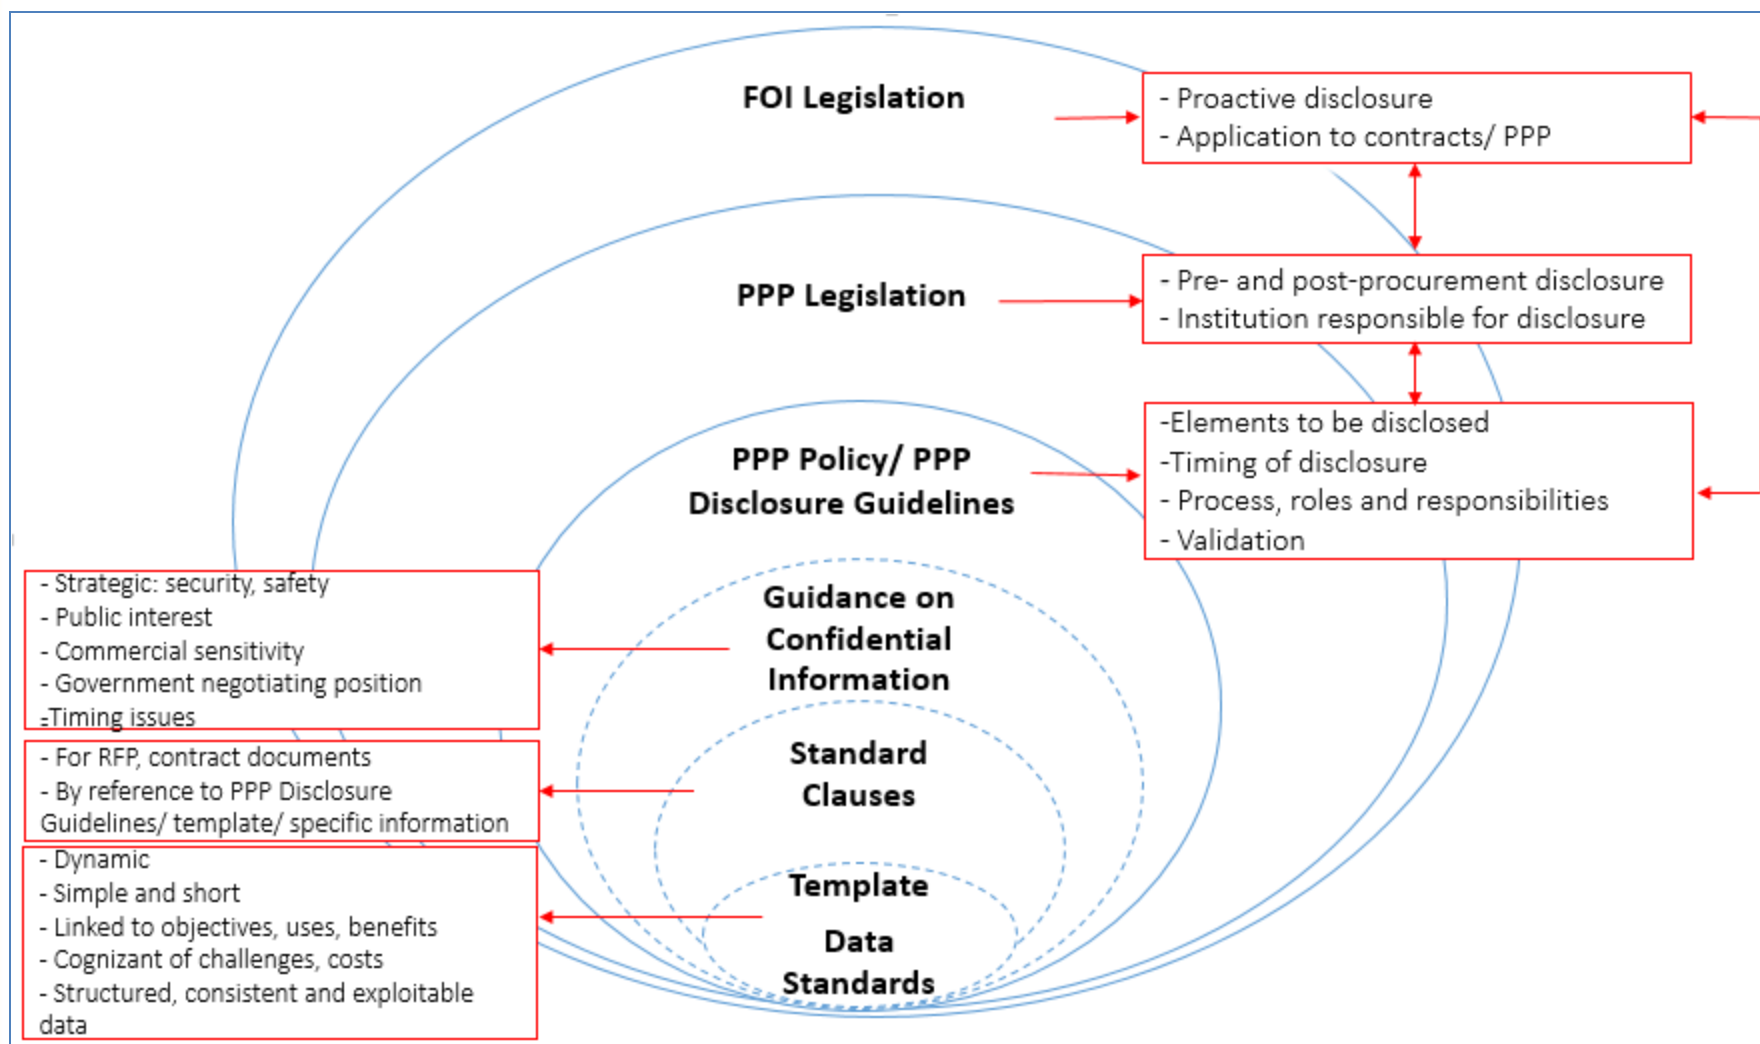 FOI Legislation
- Proactive disclosure
- Application to contracts/ PPP
PPP Legislation
- Pre- and post-procurement disclosure
- Institution responsible for disclosure
PPP Policy/ PPP
Disclosure Guidelines
-Elements to be disclosed
-Timing of disclosure
- Process, roles and responsibilities
- Validation
Guidance on
Confidential
Information
- Strategic: security, safety
- Public interest
- Commercial sensitivity
- Government negotiating position
-Timing issues
Standard
Clauses
- For RFP, contract documents
- By reference to PPP Disclosure
Guidelines/ template/ specific information
Template
Data
Standards
- Dynamic
- Simple and short
- Linked to objectives, uses, benefits
- Cognizant of challenges, costs
- Structured, consistent and exploitable
data